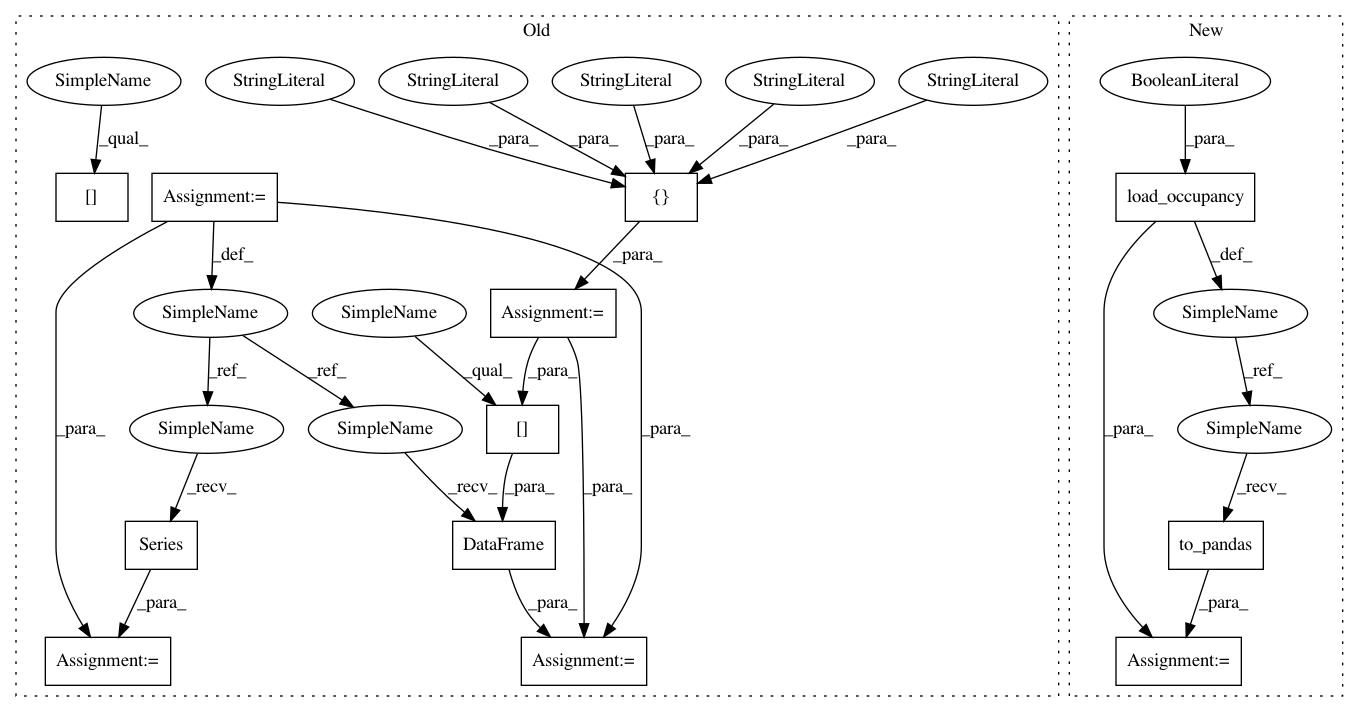 Old
New
SimpleName
StringLiteral
StringLiteral
StringLiteral
StringLiteral
StringLiteral
BooleanLiteral
_qual_
_para_
_para_
_para_
_para_
_para_
_para_
[]
Assignment:=
{}
load_occupancy
_def_
_para_
_def_
SimpleName
SimpleName
Assignment:=
SimpleName
_ref_
_ref_
_qual_
_para_
_ref_
_para_
SimpleName
SimpleName
[]
_para_
_para_
SimpleName
_recv_
_recv_
_para_
_para_
_recv_
Series
DataFrame
to_pandas
_para_
_para_
_para_
Assignment:=
Assignment:=
Assignment:=